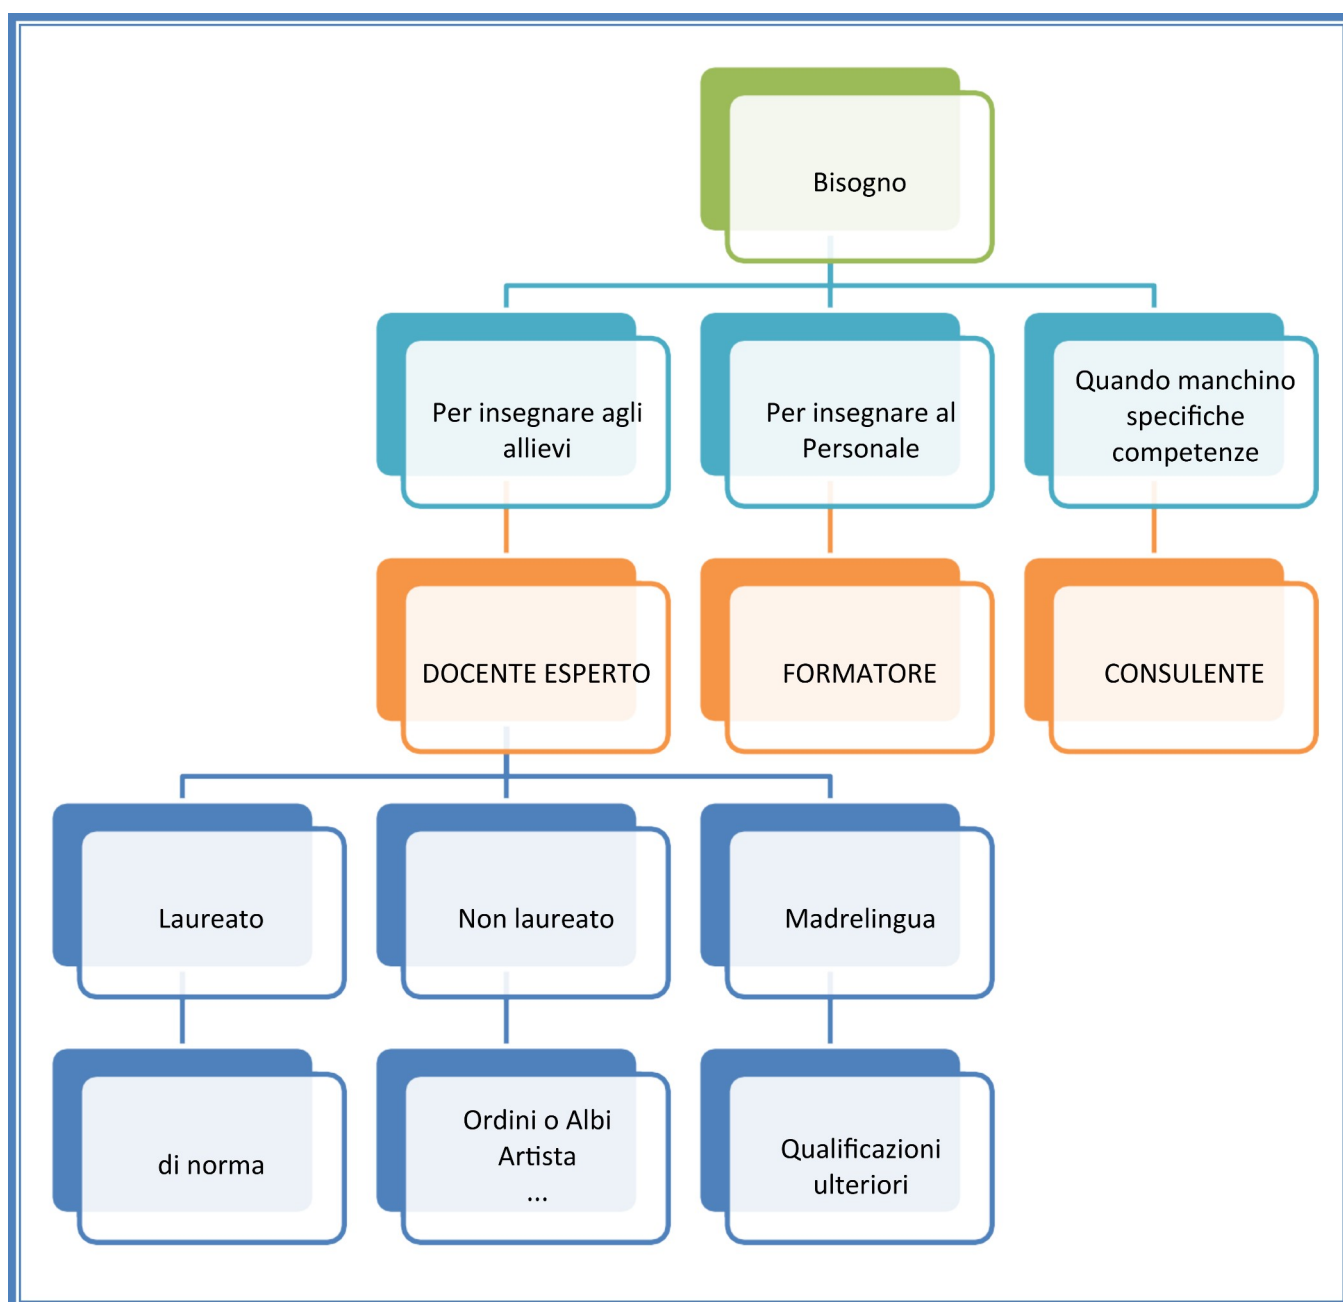 Bisogno
Per insegnare agli
allievi
Per insegnare al
Personale
Quando manchino
specifiche
competenze
DOCENTE ESPERTO
FORMATORE
CONSULENTE
Laureato
Non laureato
Madrelingua
di norma
Ordini o Albi
Artista
...
Qualificazioni
ulteriori